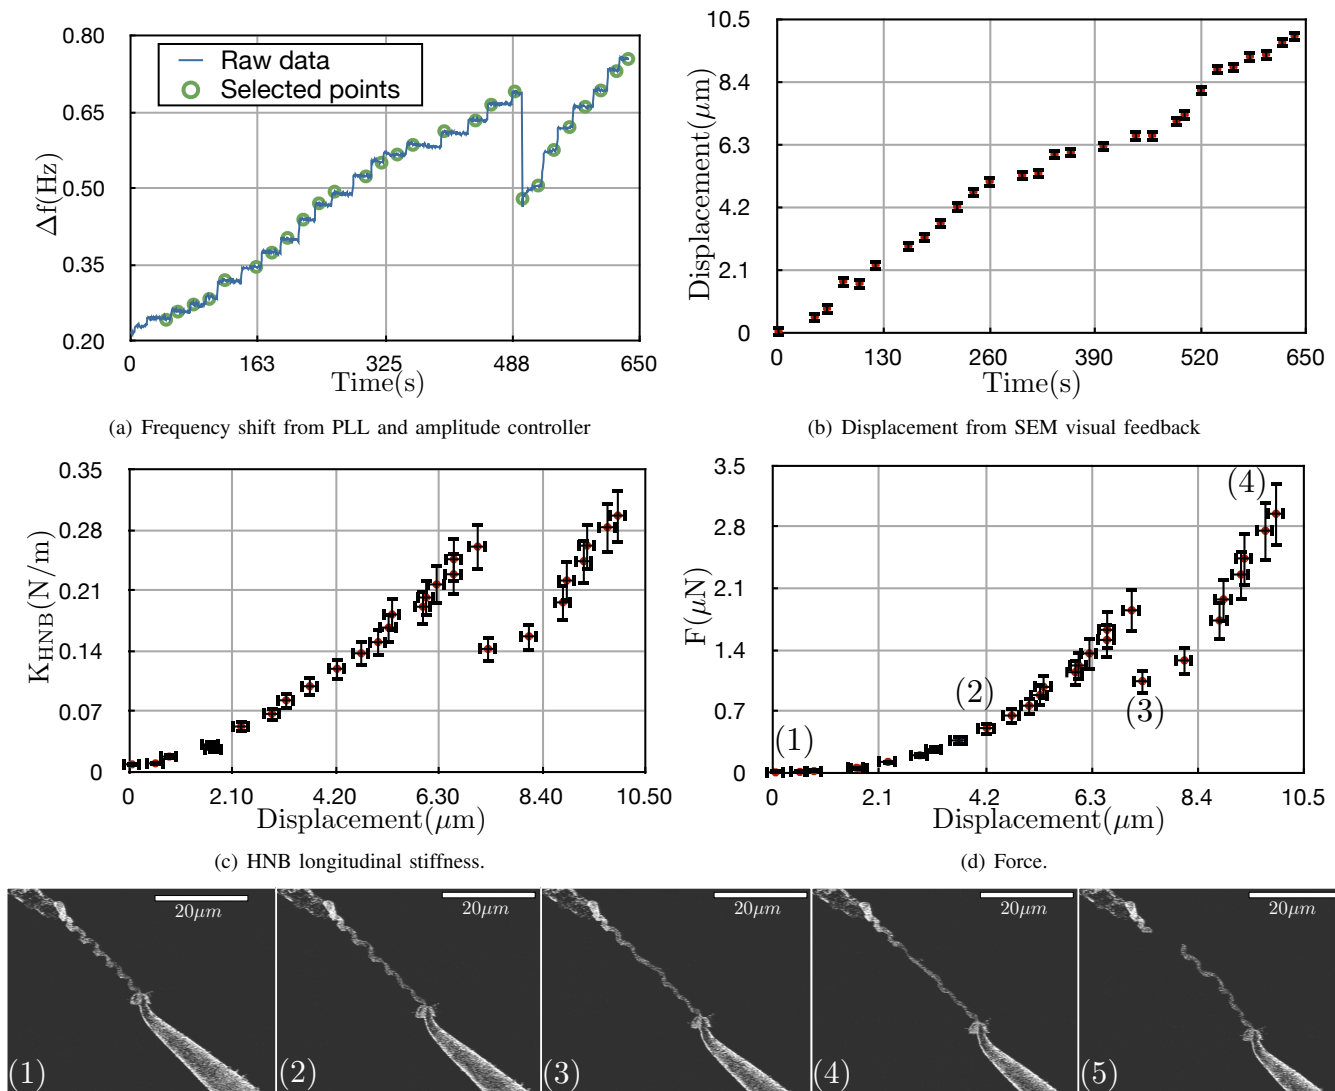 0.80
0.65
0.50
0.35
0.20
Δf(Hz)
Raw data
Selected points
0 163 325 488 650
Time(s)
(a) Frequency shift from PLL and amplitude controller
10.5
8.4
6.3
4.2
2.1
0
Displacement(μm)
0 130 260 390 520 650
Time(s)
(b) Displacement from SEM visual feedback
0.35
0.28
0.21
0.14
0.07
0
K_HNB(N/m)
0 2.10 4.20 6.30 8.40 10.50
Displacement(μm)
(c) HNB longitudinal stiffness.
3.5
2.8
2.1
1.4
0.7
0
F(μN)
(1)
(2)
(3)
(4)
0 2.1 4.2 6.3 8.4 10.5
Displacement(μm)
(d) Force.
20μm
(1)
20μm
(2)
20μm
(3)
20μm
(4)
20μm
(5)